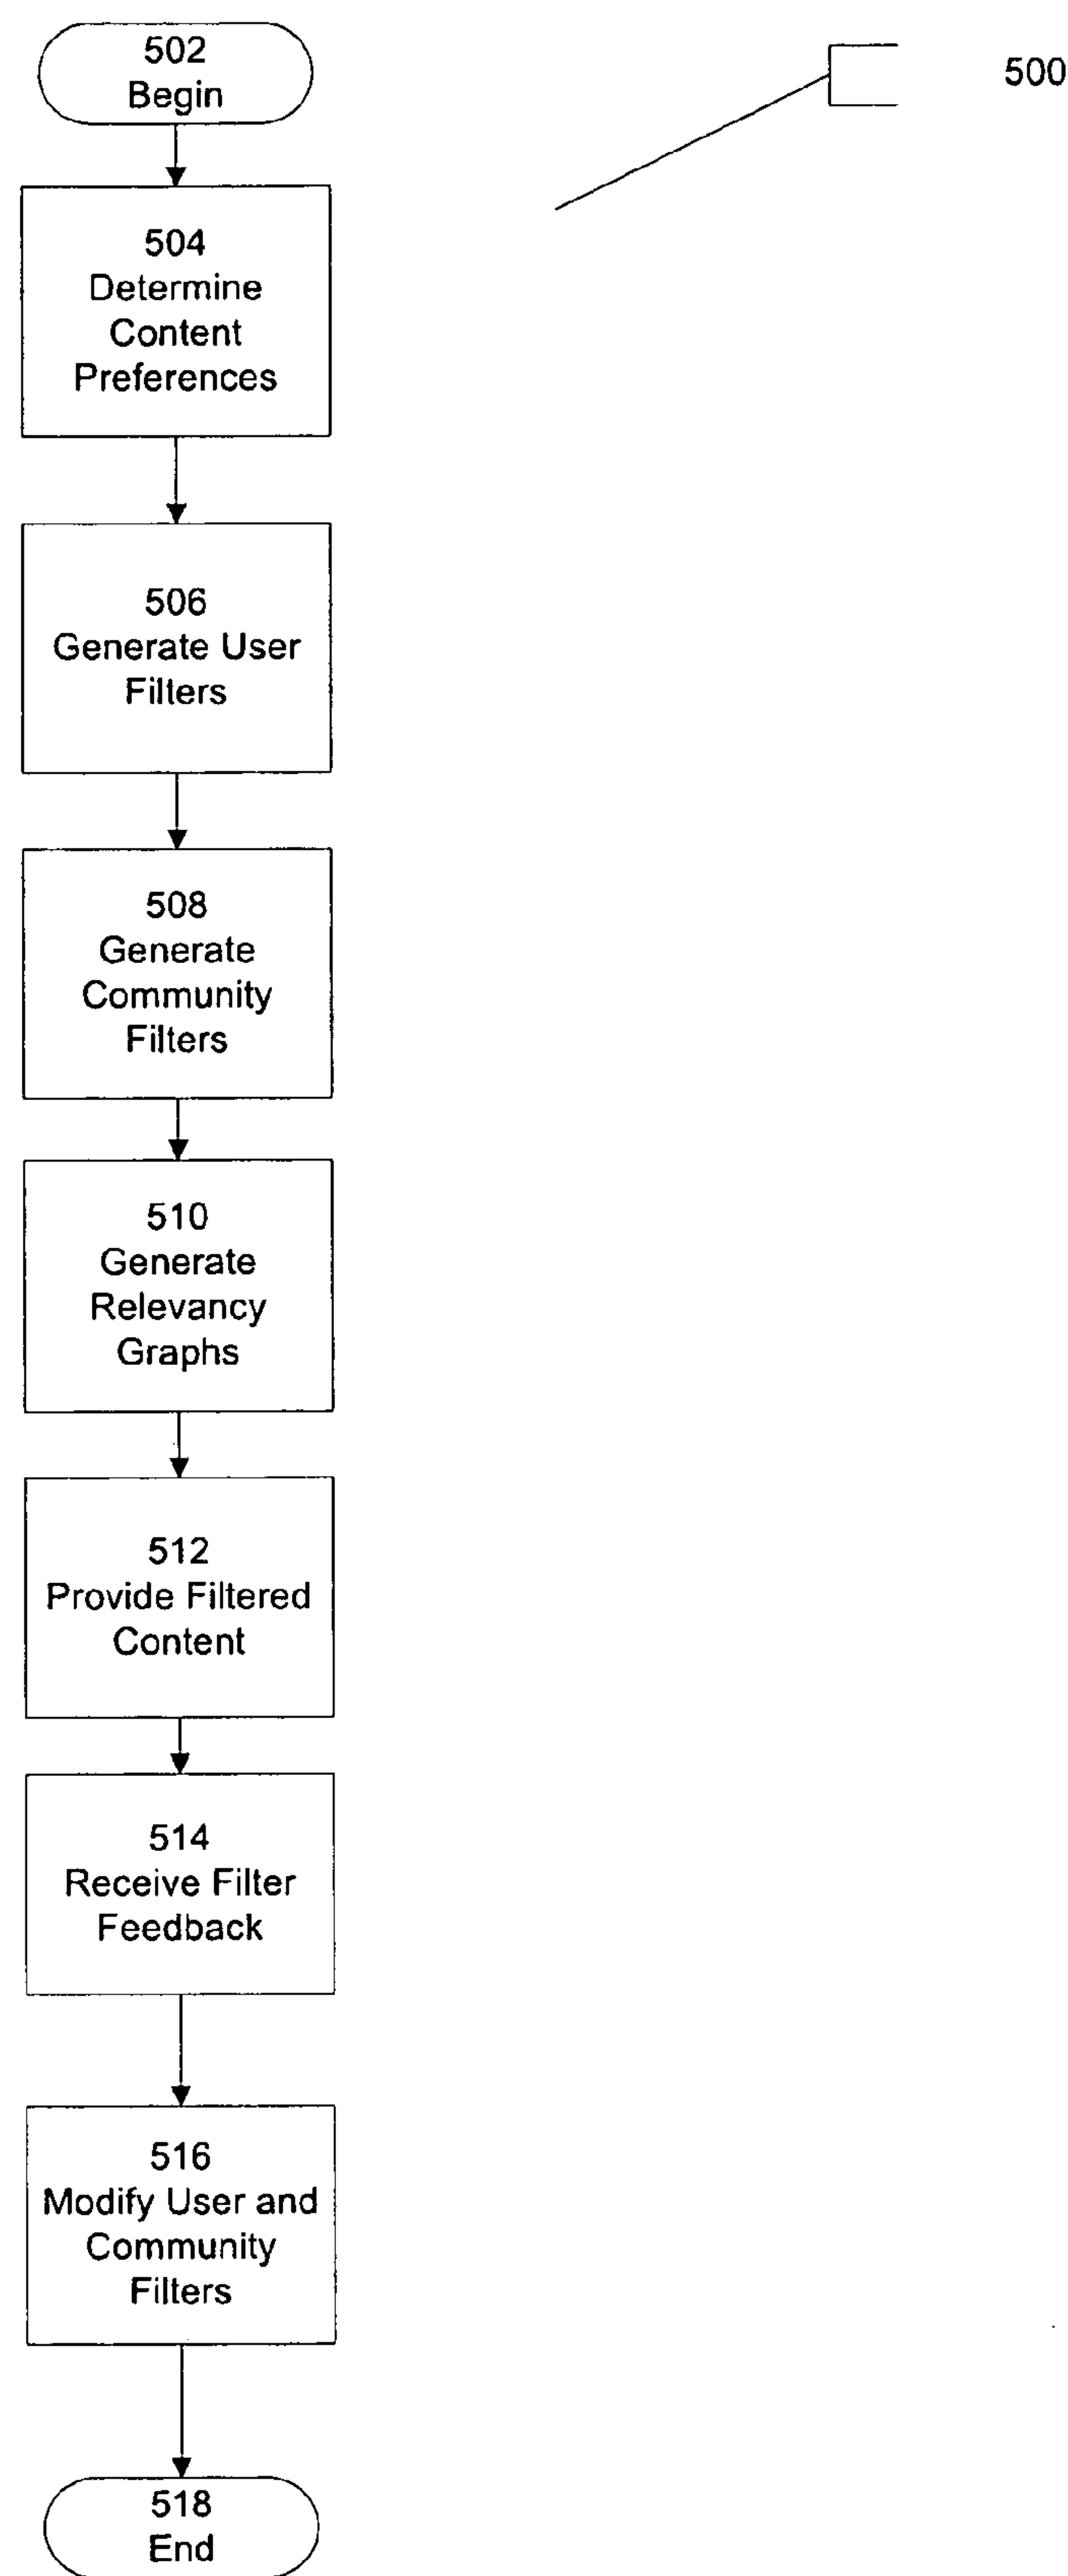 502
Begin
500
504
Determine
Content
Preferences
506
Generate User
Filters
508
Generate
Community
Filters
510
Generate
Relevancy
Graphs
512
Provide Filtered
Content
514
Receive Filter
Feedback
516
Modify User and
Community
Filters
518
End